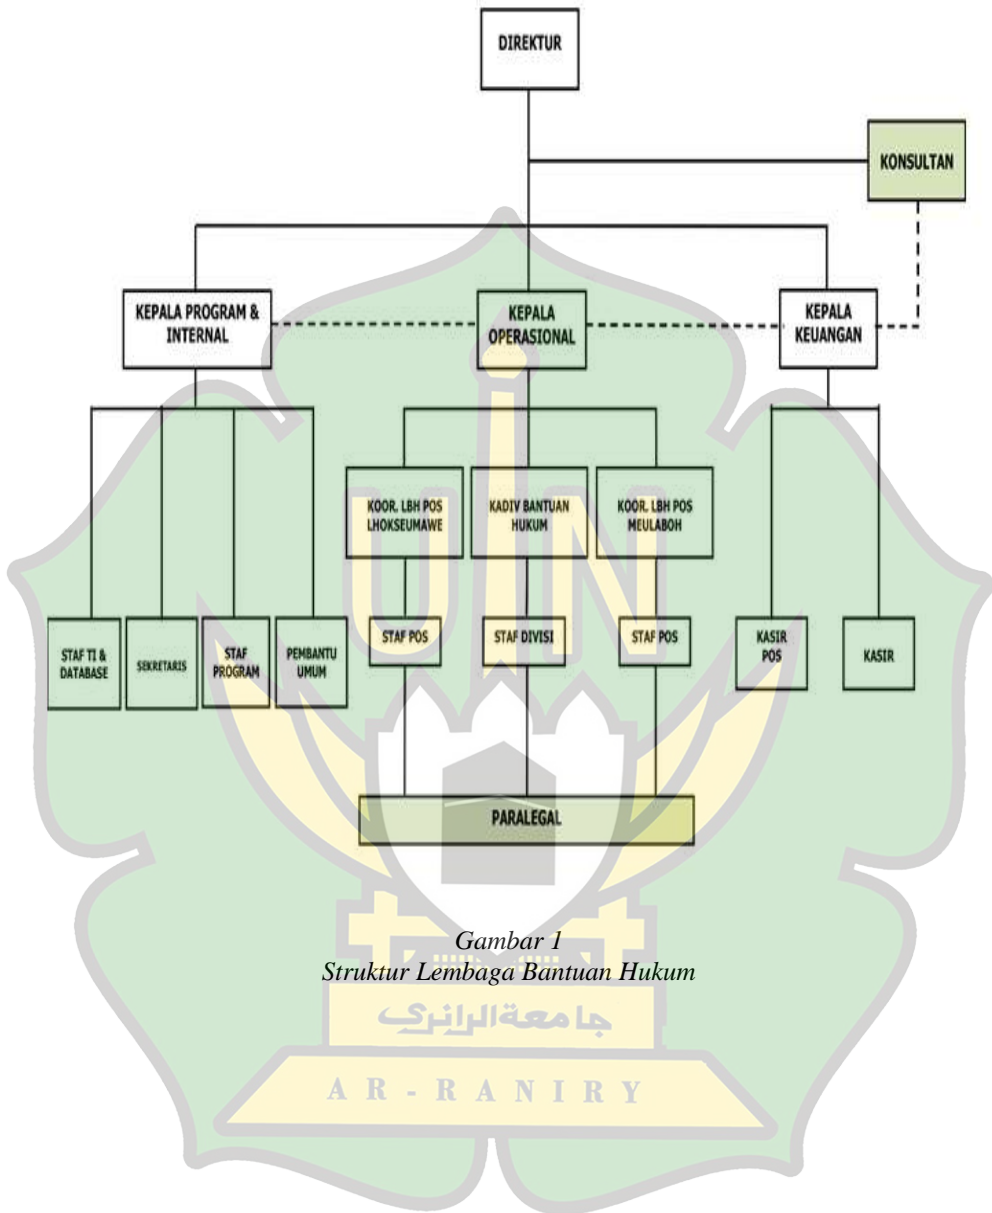 DIREKTUR
KONSULTAN
KEPALA PROGRAM &
INTERNAL
KEPALA
OPERASIONAL
KEPALA
KEUANGAN
KOOR. LBH POS
LHOKSEUMAWE
KADIV BANTUAN
HUKUM
KOOR. LBH POS
MEULABOH
UIN
STAF TI &
DATABASE
SEKRETARIS
STAF
PROGRAM
PEMBANTU
UMUM
STAF POS
STAF DIVISI
STAF POS
KASIR
POS
KASIR
PARALEGAL
Gambar 1
Struktur Lembaga Bantuan Hukum
جامعة الرانري
AR-RANIRY